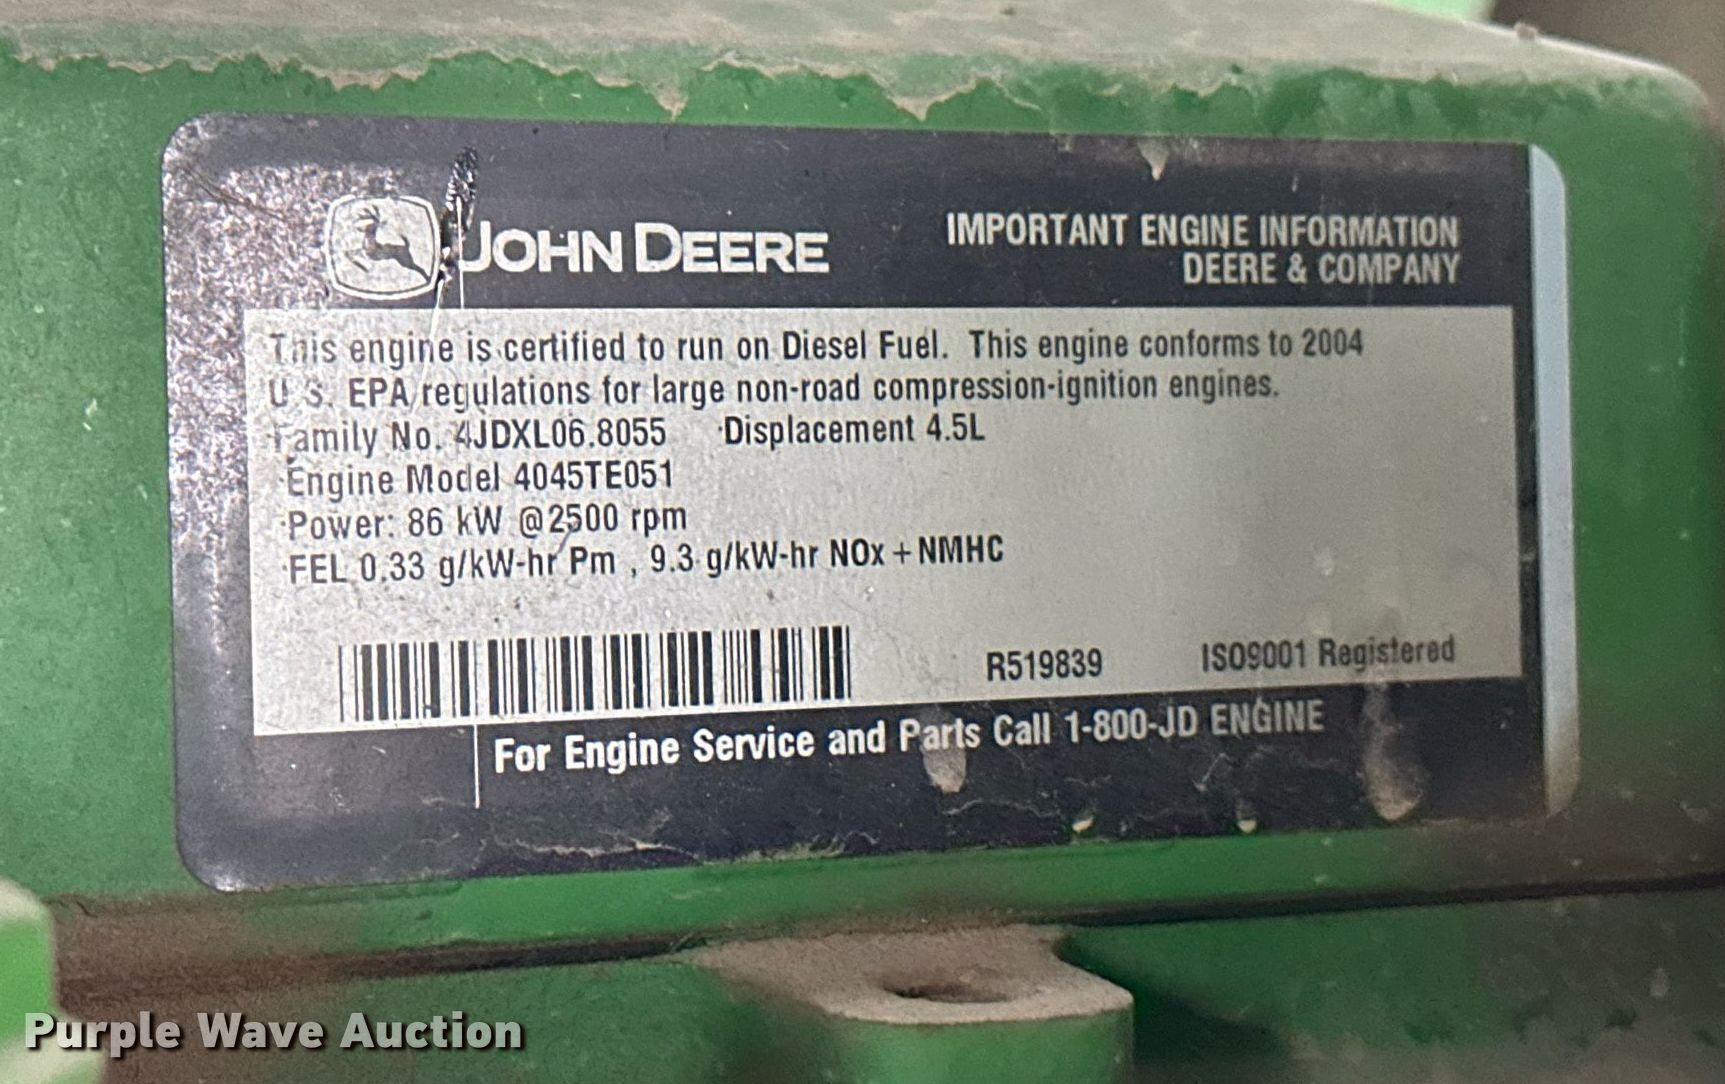 JOHN DEERE
IMPORTANT ENGINE INFORMATION
DEERE & COMPANY
This engine is certified to run on Diesel Fuel. This engine conforms to 2004
U.S. EPA regulations for large non-road compression-ignition engines.
Family No. 4JDXL06.8055 Displacement 4.5L
Engine Model 4045TE051
Power: 86 kW @2500 rpm
FEL 0.33 g/kW-hr Pm , 9.3 g/kW-hr NOx + NMHC
R519839 ISO9001 Registered
For Engine Service and Parts Call 1-800-JD ENGINE
Purple Wave Auction